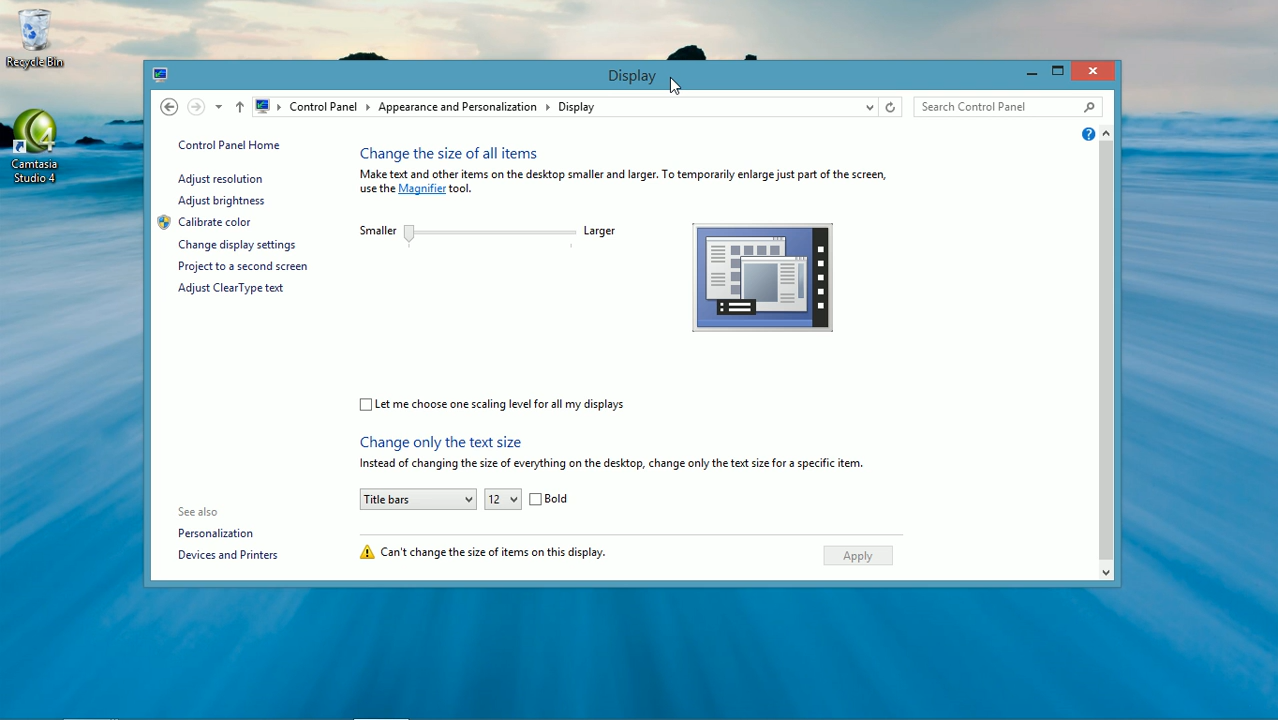 Recycle Bin
Camtasia
Studio 4
Display
Control Panel
Appearance and Personalization
Display
Search Control Panel
Control Panel Home
Adjust resolution
Adjust brightness
Calibrate color
Change display settings
Project to a second screen
Adjust ClearType text
See also
Personalization
Devices and Printers
Change the size of all items
Make text and other items on the desktop smaller and larger. To temporarily enlarge just part of the screen,
use the Magnifier tool.
Smaller
Larger
Let me choose one scaling level for all my displays
Change only the text size
Instead of changing the size of everything on the desktop, change only the text size for a specific item.
Title bars 12 Bold
Can't change the size of items on this display.
Apply